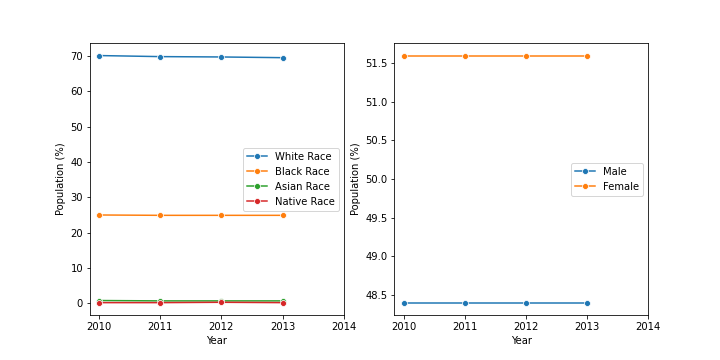 70
60
50
40
30
20
10
0
Population (%)
2010 2011 2012 2013 2014
Year
White Race
Black Race
Asian Race
Native Race
51.5
51.0
50.5
50.0
49.5
49.0
48.5
Population (%)
2010 2011 2012 2013 2014
Year
Male
Female